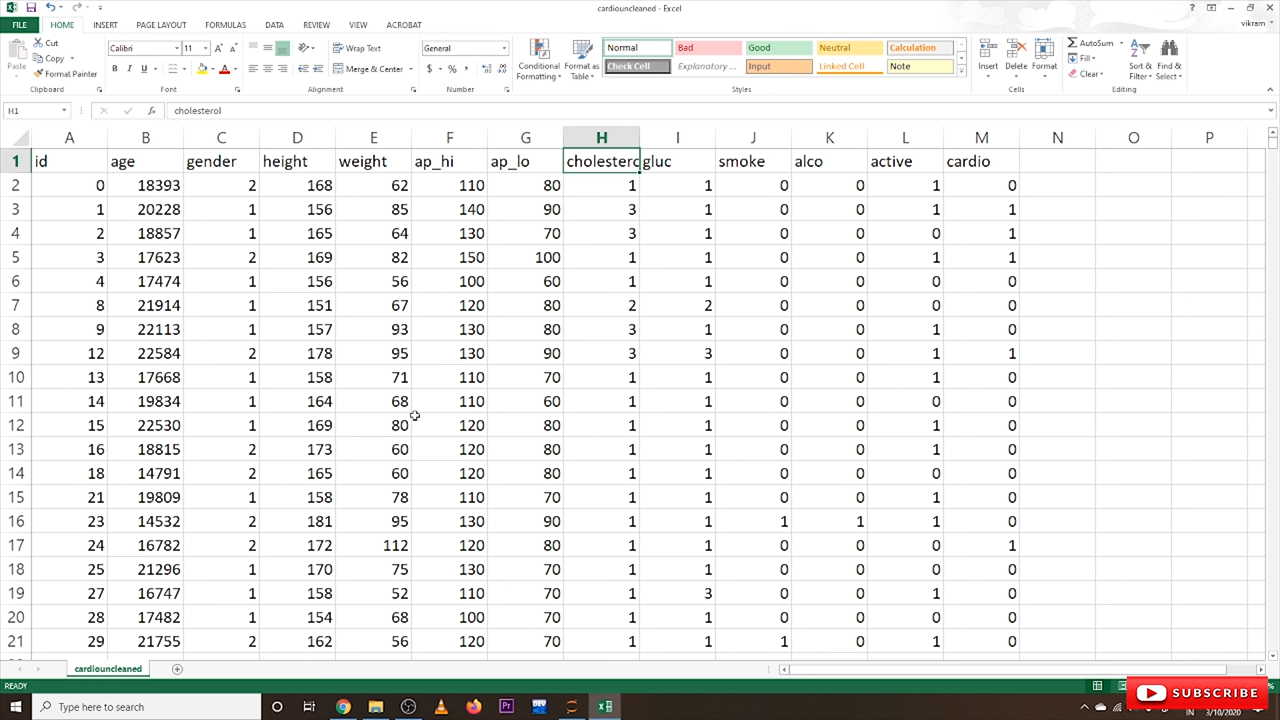 cardiouncleaned - Excel
FILE HOME INSERT PAGE LAYOUT FORMULAS DATA REVIEW VIEW ACROBAT vikram
Cut
Copy
Format Painter
Paste
Clipboard
Calibri 11
B I U
Font
Wrap Text
Merge & Center
Alignment
General
$ % ,
Number
Conditional Formatting
Format as Table
Normal Bad Good Neutral Calculation
Check Cell Explanatory ... Input Linked Cell Note
Styles
Insert Delete Format
Cells
AutoSum
Fill
Clear
Sort & Filter
Find & Select
Editing
H1 fx cholesterol
A B C D E F G H I J K L M N O P
1 id age gender height weight ap_hi ap_lo cholesterc gluc smoke alco active cardio
2 0 18393 2 168 62 110 80 1 1 0 0 1 0
3 1 20228 1 156 85 140 90 3 1 0 0 1 1
4 2 18857 1 165 64 130 70 3 1 0 0 0 1
5 3 17623 2 169 82 150 100 1 1 0 0 1 1
6 4 17474 1 156 56 100 60 1 1 0 0 0 0
7 8 21914 1 151 67 120 80 2 2 0 0 0 0
8 9 22113 1 157 93 130 80 3 1 0 0 1 0
9 12 22584 2 178 95 130 90 3 3 0 0 1 1
10 13 17668 1 158 71 110 70 1 1 0 0 1 0
11 14 19834 1 164 68 110 60 1 1 0 0 0 0
12 15 22530 1 169 80 120 80 1 1 0 0 1 0
13 16 18815 2 173 60 120 80 1 1 0 0 1 0
14 18 14791 2 165 60 120 80 1 1 0 0 0 0
15 21 19809 1 158 78 110 70 1 1 0 0 1 0
16 23 14532 2 181 95 130 90 1 1 1 1 1 0
17 24 16782 2 172 112 120 80 1 1 0 0 0 1
18 25 21296 1 170 75 130 70 1 1 0 0 0 0
19 27 16747 1 158 52 110 70 1 3 0 0 1 0
20 28 17482 1 154 68 100 70 1 1 0 0 0 0
21 29 21755 2 162 56 120 70 1 1 1 0 1 0
cardiouncleaned
READY
SUBSCRIBE
Type here to search
IN 3/10/2020